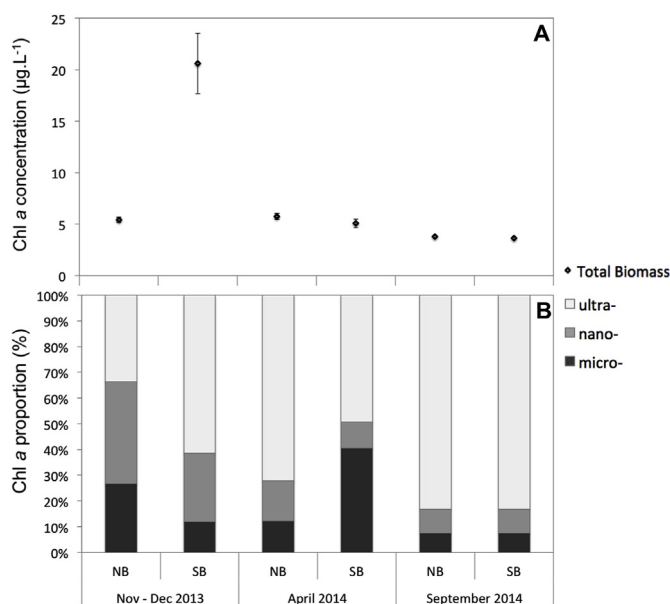 A
Chl a concentration (µg.L-1)
25
20
15
10
5
0
Total Biomass
B
Chl a proportion (%)
100%
90%
80%
70%
60%
50%
40%
30%
20%
10%
0%
ultra-
nano-
micro-
NB SB NB SB NB SB
Nov - Dec 2013 April 2014 September 2014